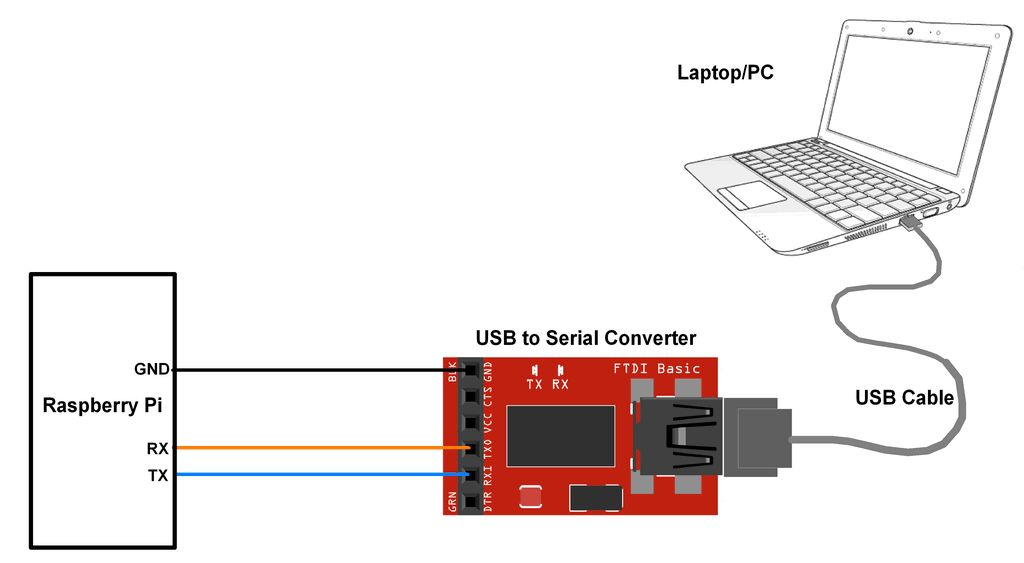 Laptop/PC
USB to Serial Converter
GND
Raspberry Pi
RX
TX
BLK
GND
CTS
VCC
TXO
RXI
DTR
GRN
TX RX
FTDI Basic
USB Cable